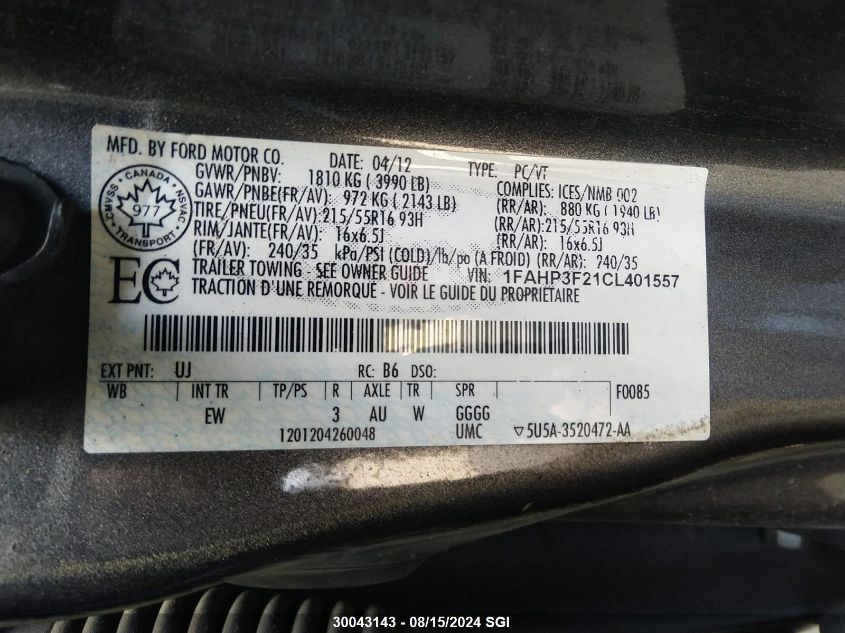 MFD. BY FORD MOTOR CO. DATE: 04/12 TYPE: PC/VT
GVWR/PNBV: 1810 KG ( 3990 LB) COMPLIES: ICES/NMB 002
GAWR/PNBE(FR/AV): 972 KG ( 2143 LB) (RR/AR): 880 KG ( 1940 LB)
TIRE/PNEU(FR/AV): 215/55R16 93H (RR/AR): 215/55R16 93H
RIM/JANTE(FR/AV): 16x6.5J (RR/AR): 16x6.5J
(FR/AV): 240/35 kPa/PSI (COLD)/lb/po (A FROID) (RR/AR): 240/35
TRAILER TOWING - SEE OWNER GUIDE VIN: 1FAHP3F21CL401557
TRACTION D'UNE REMORQUE - VOIR LE GUIDE DU PROPRIÉTAIRE
CANADA
CMVSS NSVAC
977
TRANSPORT
EC
EXT PNT: UJ RC: B6 DSO:
WB INT TR TP/PS R AXLE TR SPR F0085
EW 3 AU W GGGG
1201204260048 UMC ▽5U5A-3520472-AA
30043143 - 08/15/2024 SGI